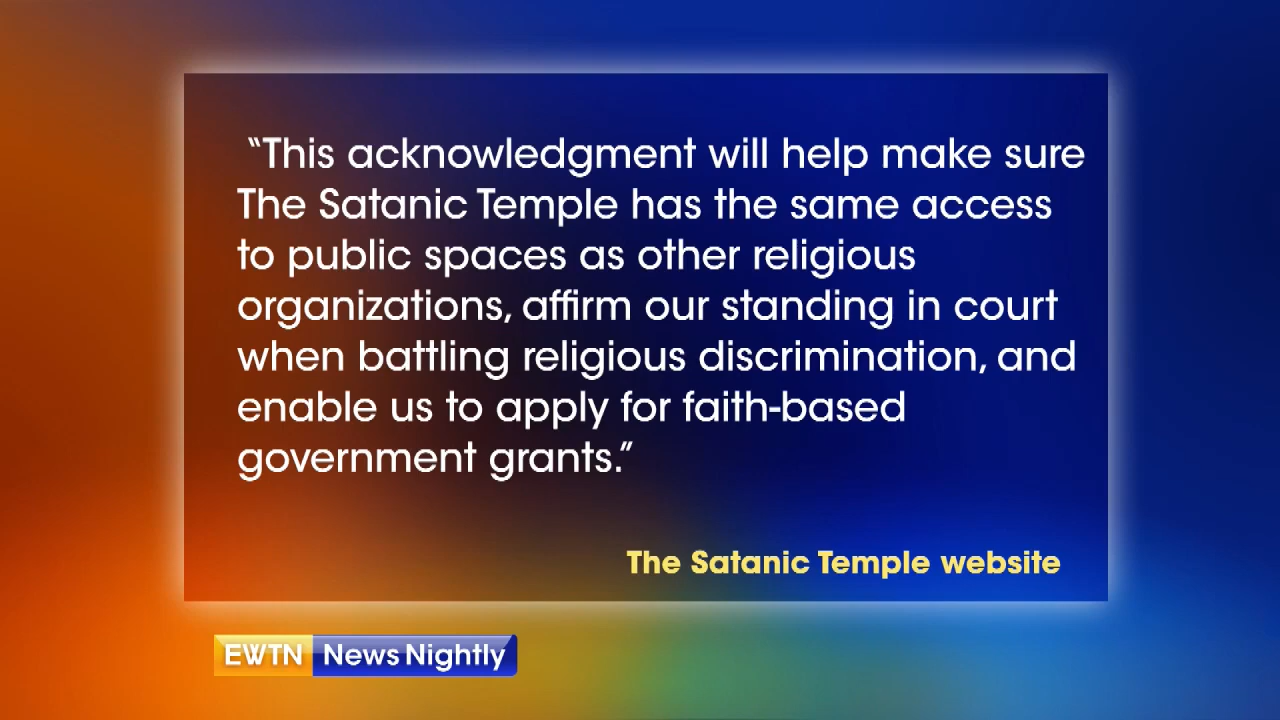 “This acknowledgment will help make sure
The Satanic Temple has the same access
to public spaces as other religious
organizations, affirm our standing in court
when battling religious discrimination, and
enable us to apply for faith-based
government grants.”
The Satanic Temple website
EWTN News Nightly